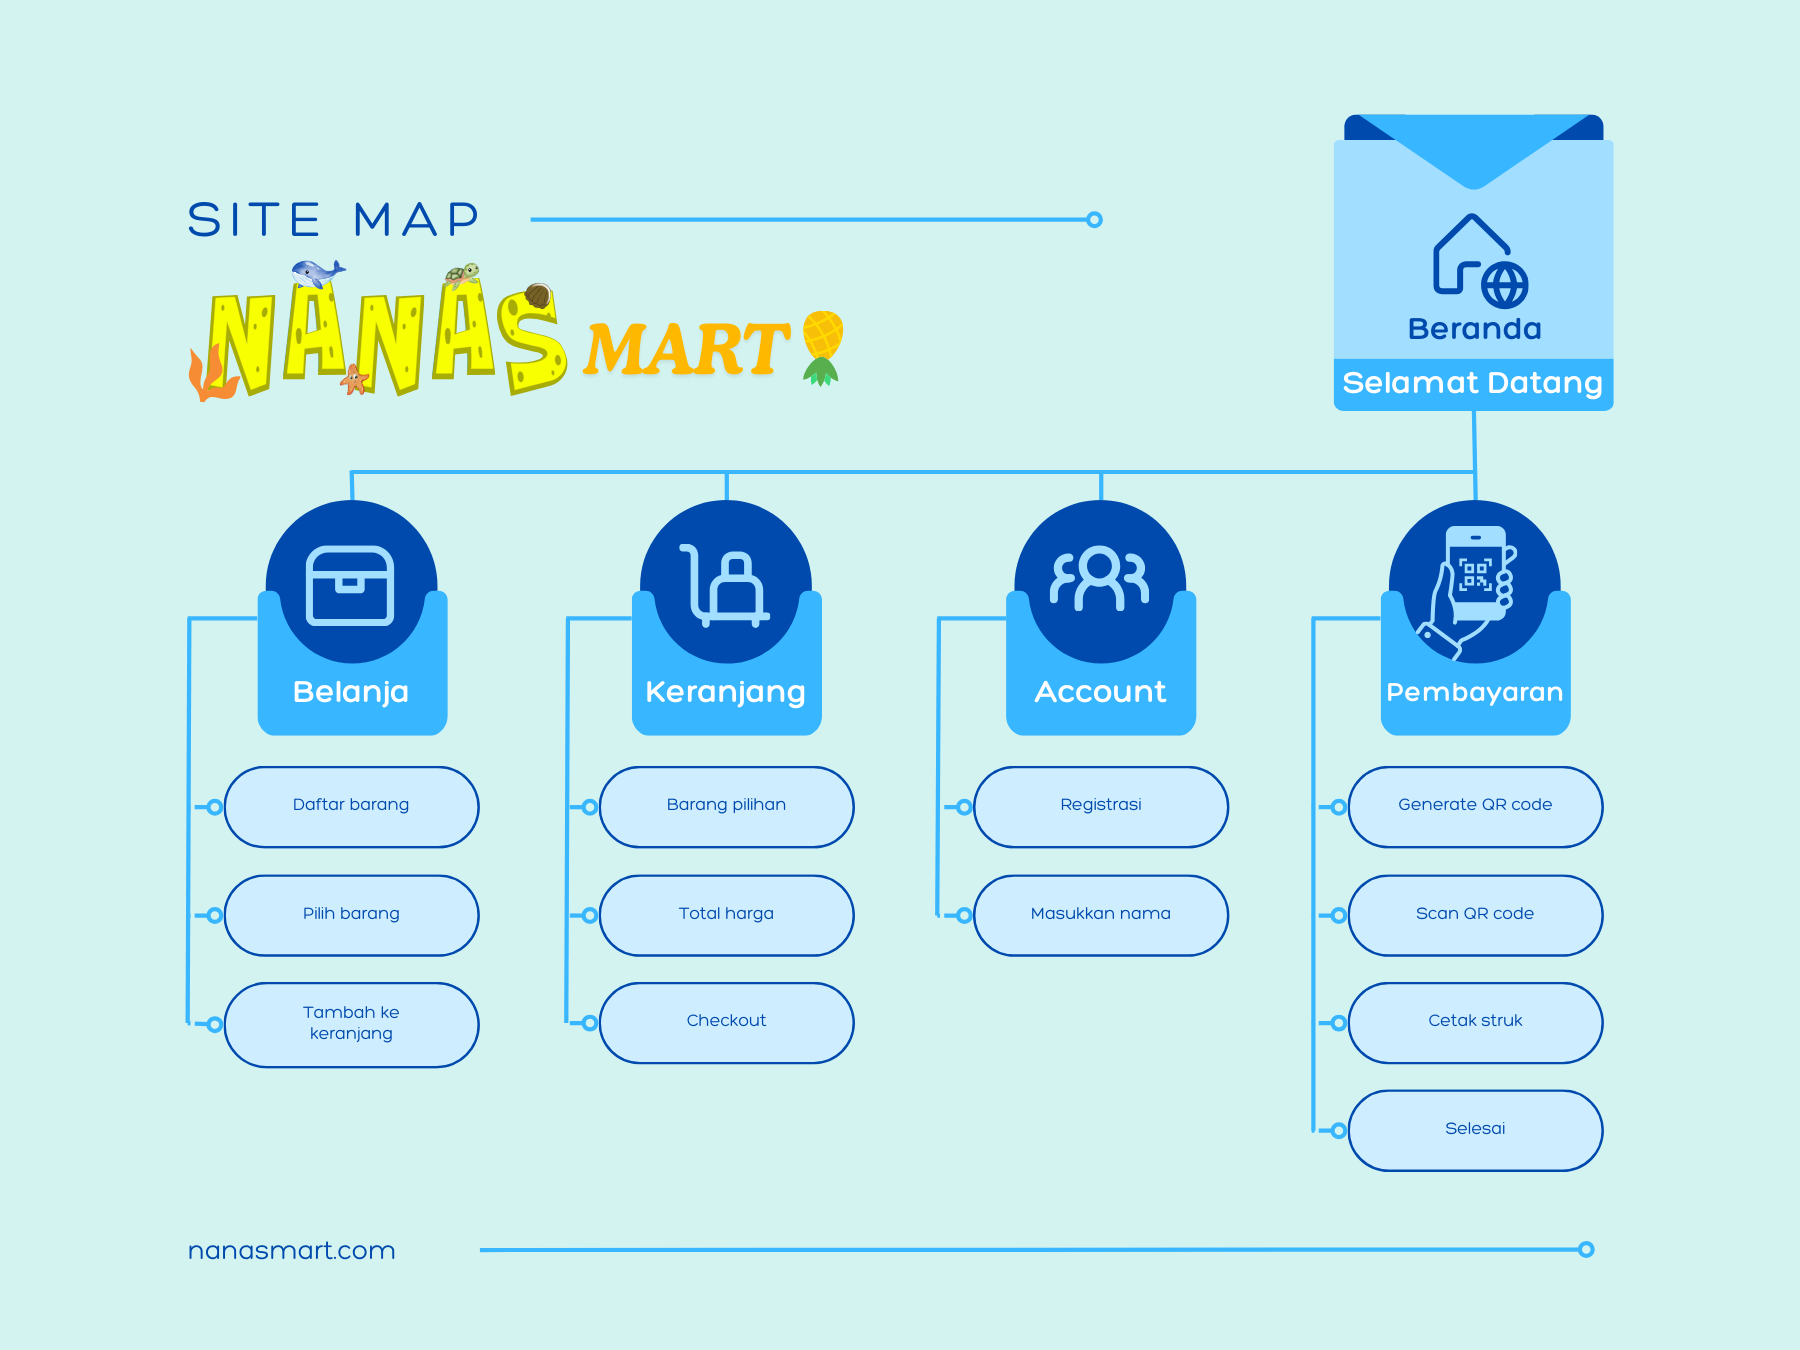 SITE MAP
NANAS MART
Beranda
Selamat Datang
Belanja
Daftar barang
Pilih barang
Tambah ke
keranjang
Keranjang
Barang pilihan
Total harga
Checkout
Account
Registrasi
Masukkan nama
Pembayaran
Generate QR code
Scan QR code
Cetak struk
Selesai
nanasmart.com